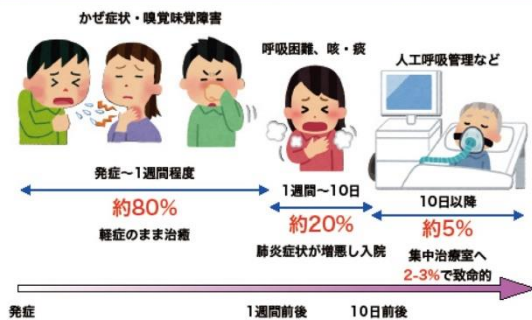 かぜ症状・嗅覚味覚障害
呼吸困難、咳・痰
人工呼吸管理など
発症〜1週間程度
約80%
軽症のまま治癒
1週間〜10日
約20%
肺炎症状が増悪し入院
10日以降
約5%
集中治療室へ
2-3%で致命的
発症
1週間前後
10日前後